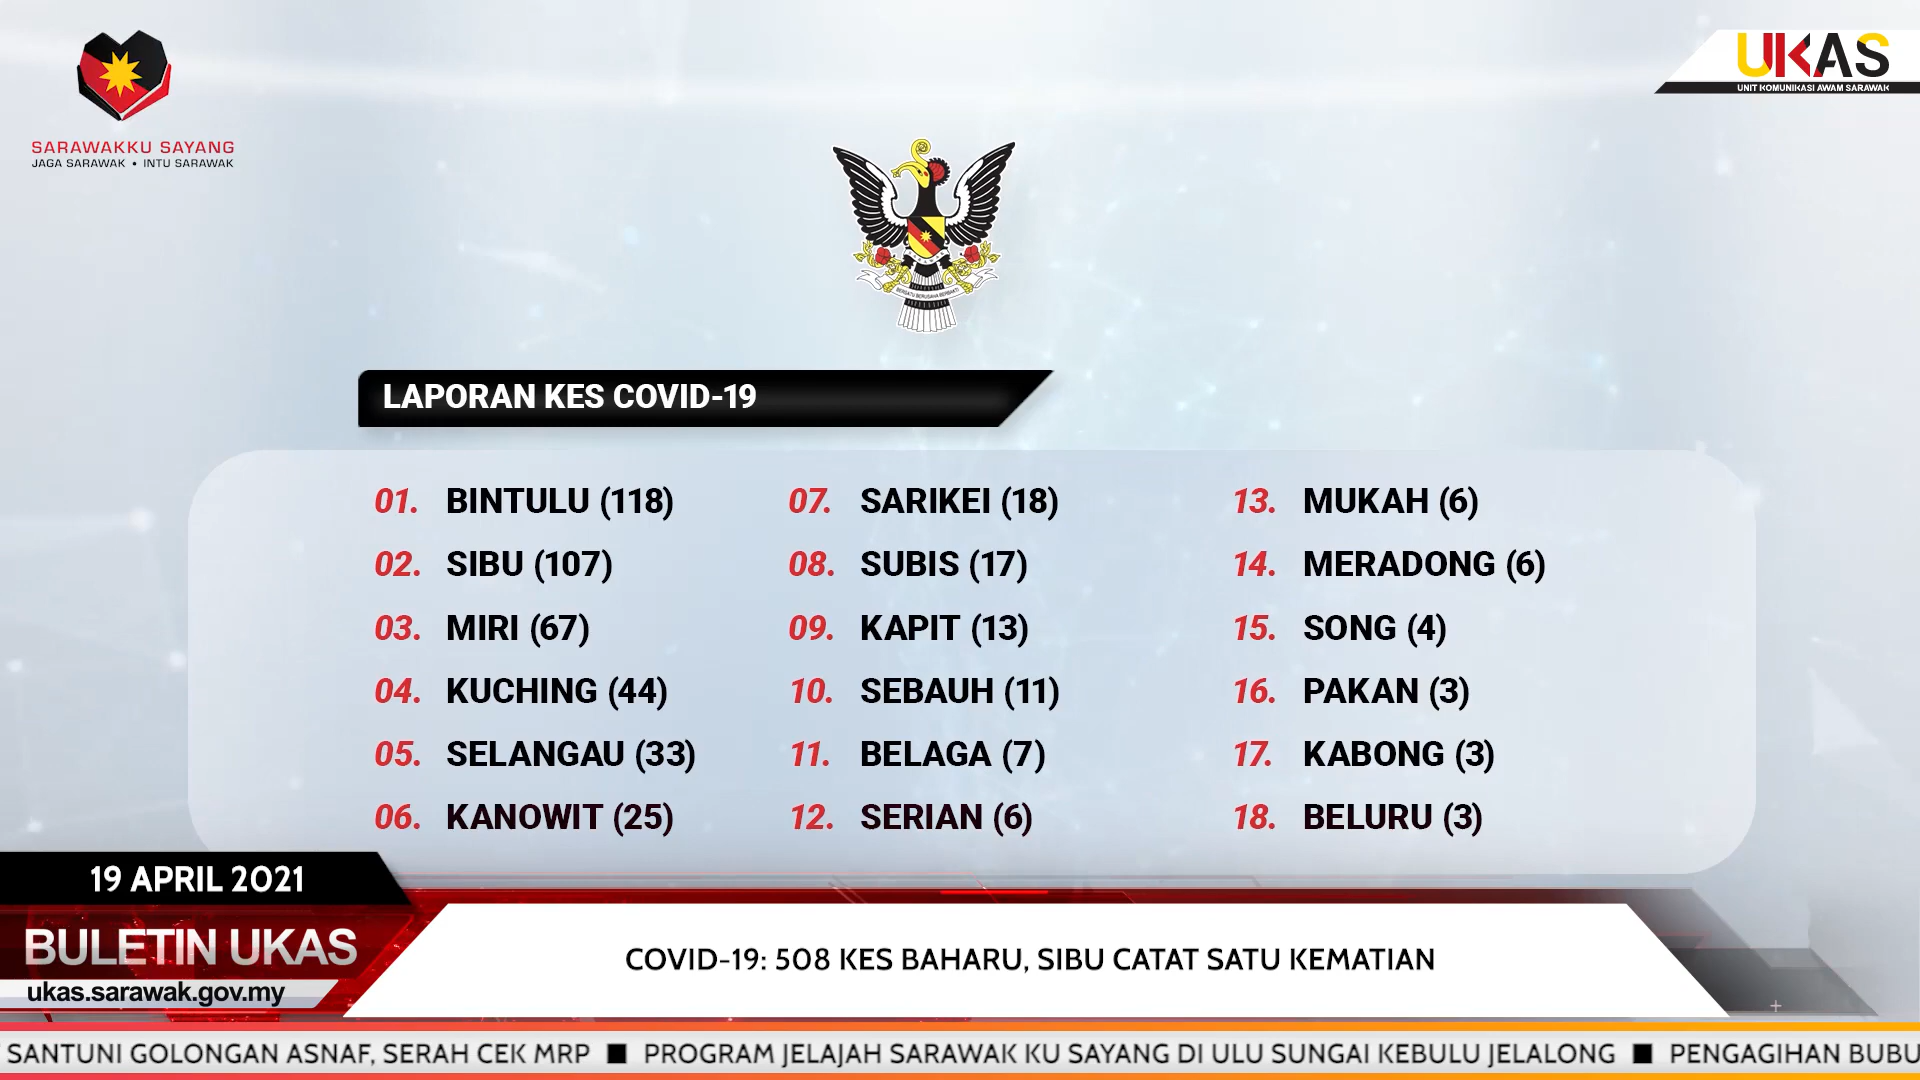 SARAWAKKU SAYANG
JAGA SARAWAK • INTU SARAWAK
UKAS
UNIT KOMUNIKASI AWAM SARAWAK
BERSATU BERUSAHA BERBAKTI
LAPORAN KES COVID-19
01. BINTULU (118)
02. SIBU (107)
03. MIRI (67)
04. KUCHING (44)
05. SELANGAU (33)
06. KANOWIT (25)
07. SARIKEI (18)
08. SUBIS (17)
09. KAPIT (13)
10. SEBAUH (11)
11. BELAGA (7)
12. SERIAN (6)
13. MUKAH (6)
14. MERADONG (6)
15. SONG (4)
16. PAKAN (3)
17. KABONG (3)
18. BELURU (3)
19 APRIL 2021
BULETIN UKAS
ukas.sarawak.gov.my
COVID-19: 508 KES BAHARU, SIBU CATAT SATU KEMATIAN
SANTUNI GOLONGAN ASNAF, SERAH CEK MRP ■ PROGRAM JELAJAH SARAWAK KU SAYANG DI ULU SUNGAI KEBULU JELALONG ■ PENGAGIHAN BUBU